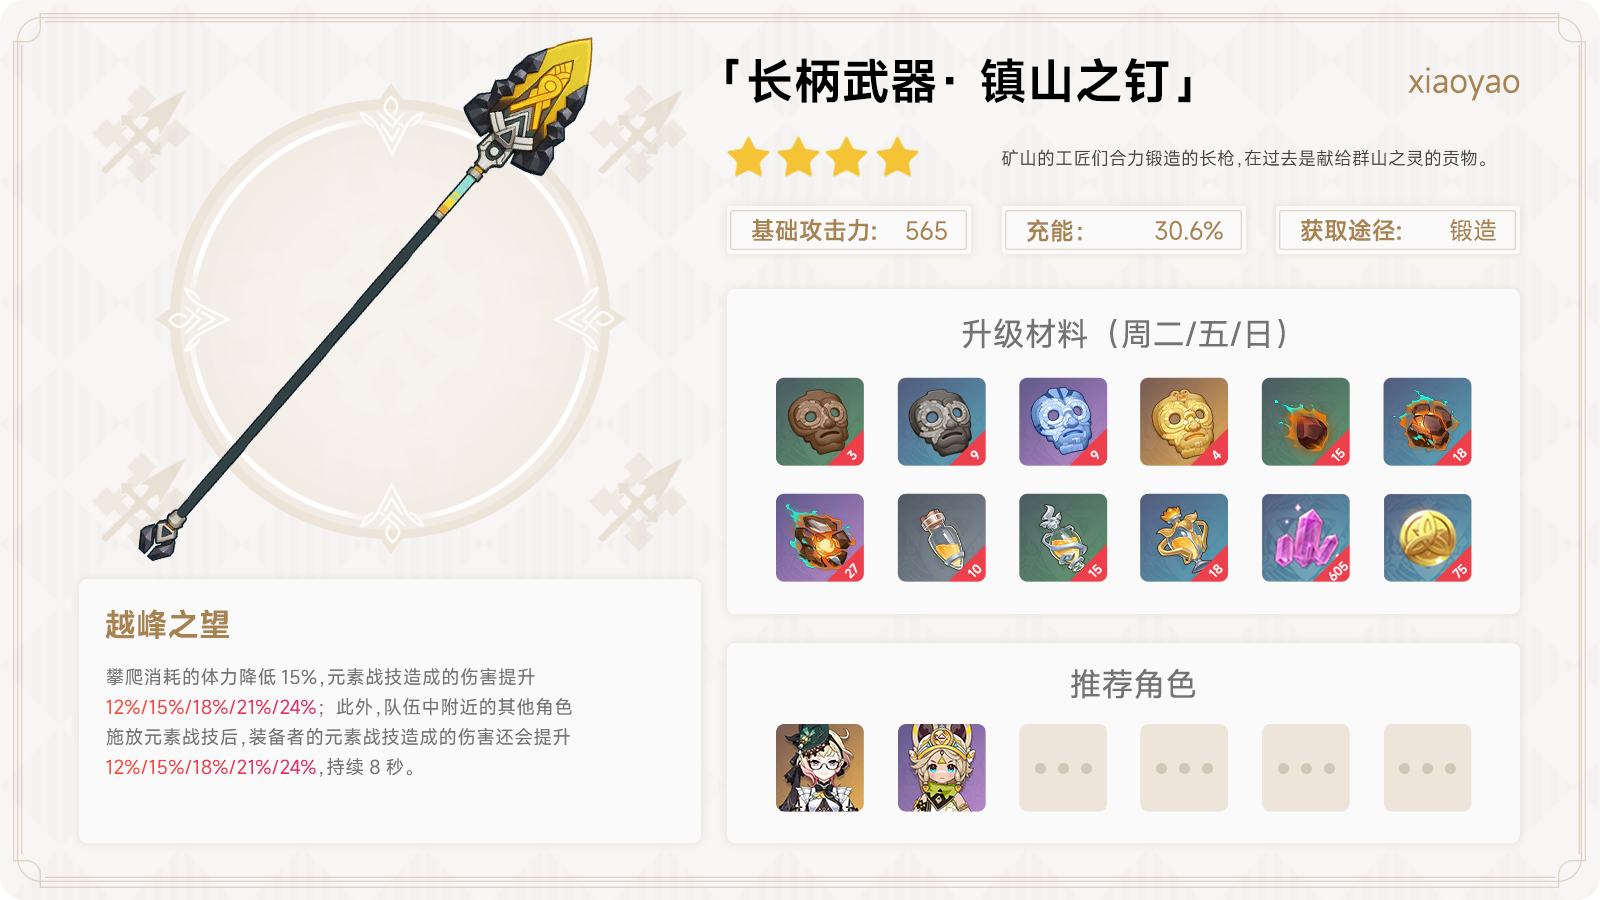 「长柄武器· 镇山之钉」
xiaoyao
矿山的工匠们合力锻造的长枪,在过去是献给群山之灵的贡物。
基础攻击力: 565
充能: 30.6%
获取途径: 锻造
升级材料（周二/五/日）
3 9 9 4 15 18
27 10 15 18 605 75
越峰之望
攀爬消耗的体力降低 15%,元素战技造成的伤害提升
12%/15%/18%/21%/24%；此外,队伍中附近的其他角色
施放元素战技后,装备者的元素战技造成的伤害还会提升
12%/15%/18%/21%/24%,持续 8 秒。
推荐角色